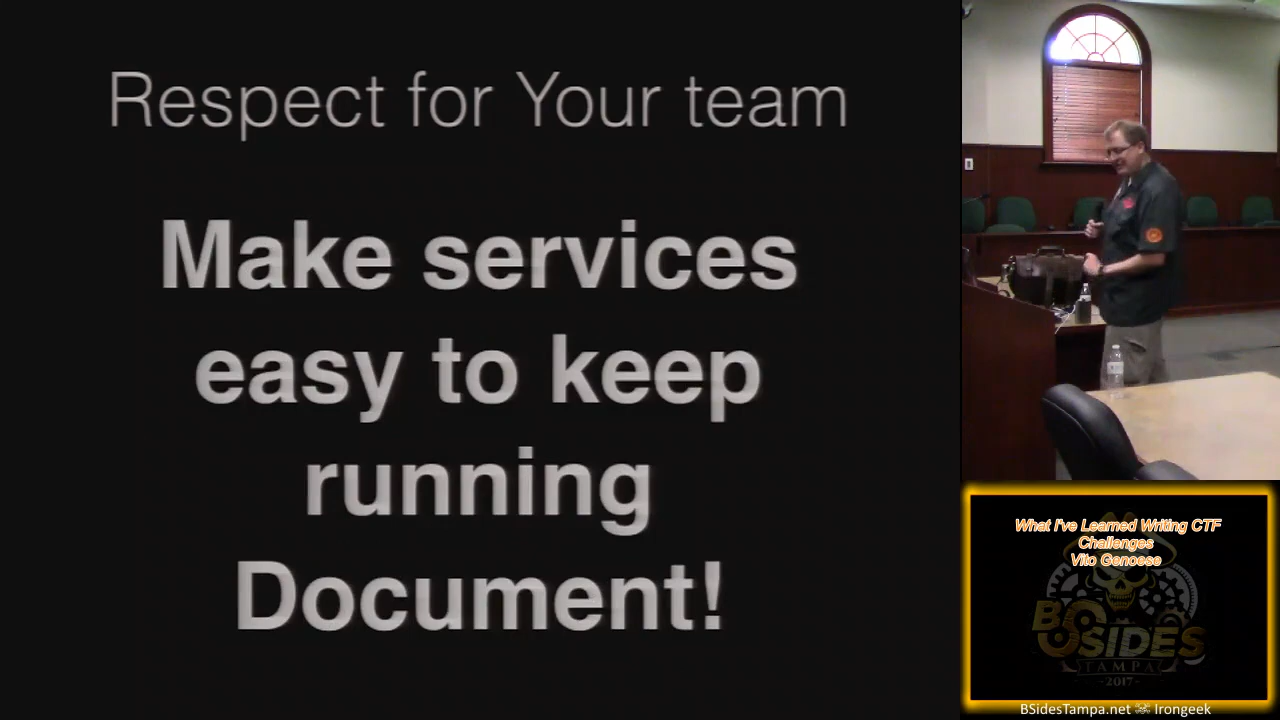 Respect for Your team
Make services
easy to keep
running
Document!
What I've Learned Writing CTF
Challenges
Vito Genoese
BSIDES
TAMPA
-2017-
BSidesTampa.net ☠ Irongeek